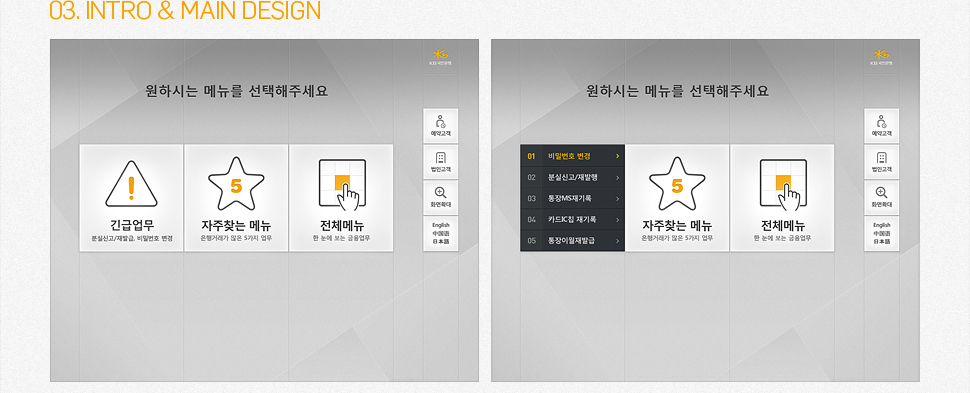 03. INTRO & MAIN DESIGN
KB 국민은행
원하시는 메뉴를 선택해주세요
예약고객
법인고객
화면확대
English
中国语
日本語
긴급업무
분실신고/재발급, 비밀번호 변경
5
자주찾는 메뉴
은행거래가 많은 5가지 업무
전체메뉴
한 눈에 보는 금융업무
KB 국민은행
원하시는 메뉴를 선택해주세요
예약고객
법인고객
화면확대
English
中国语
日本語
01 비밀번호 변경
02 분실신고/재발행
03 통장MS재기록
04 카드IC칩 재기록
05 통장이월재발급
5
자주찾는 메뉴
은행거래가 많은 5가지 업무
전체메뉴
한 눈에 보는 금융업무